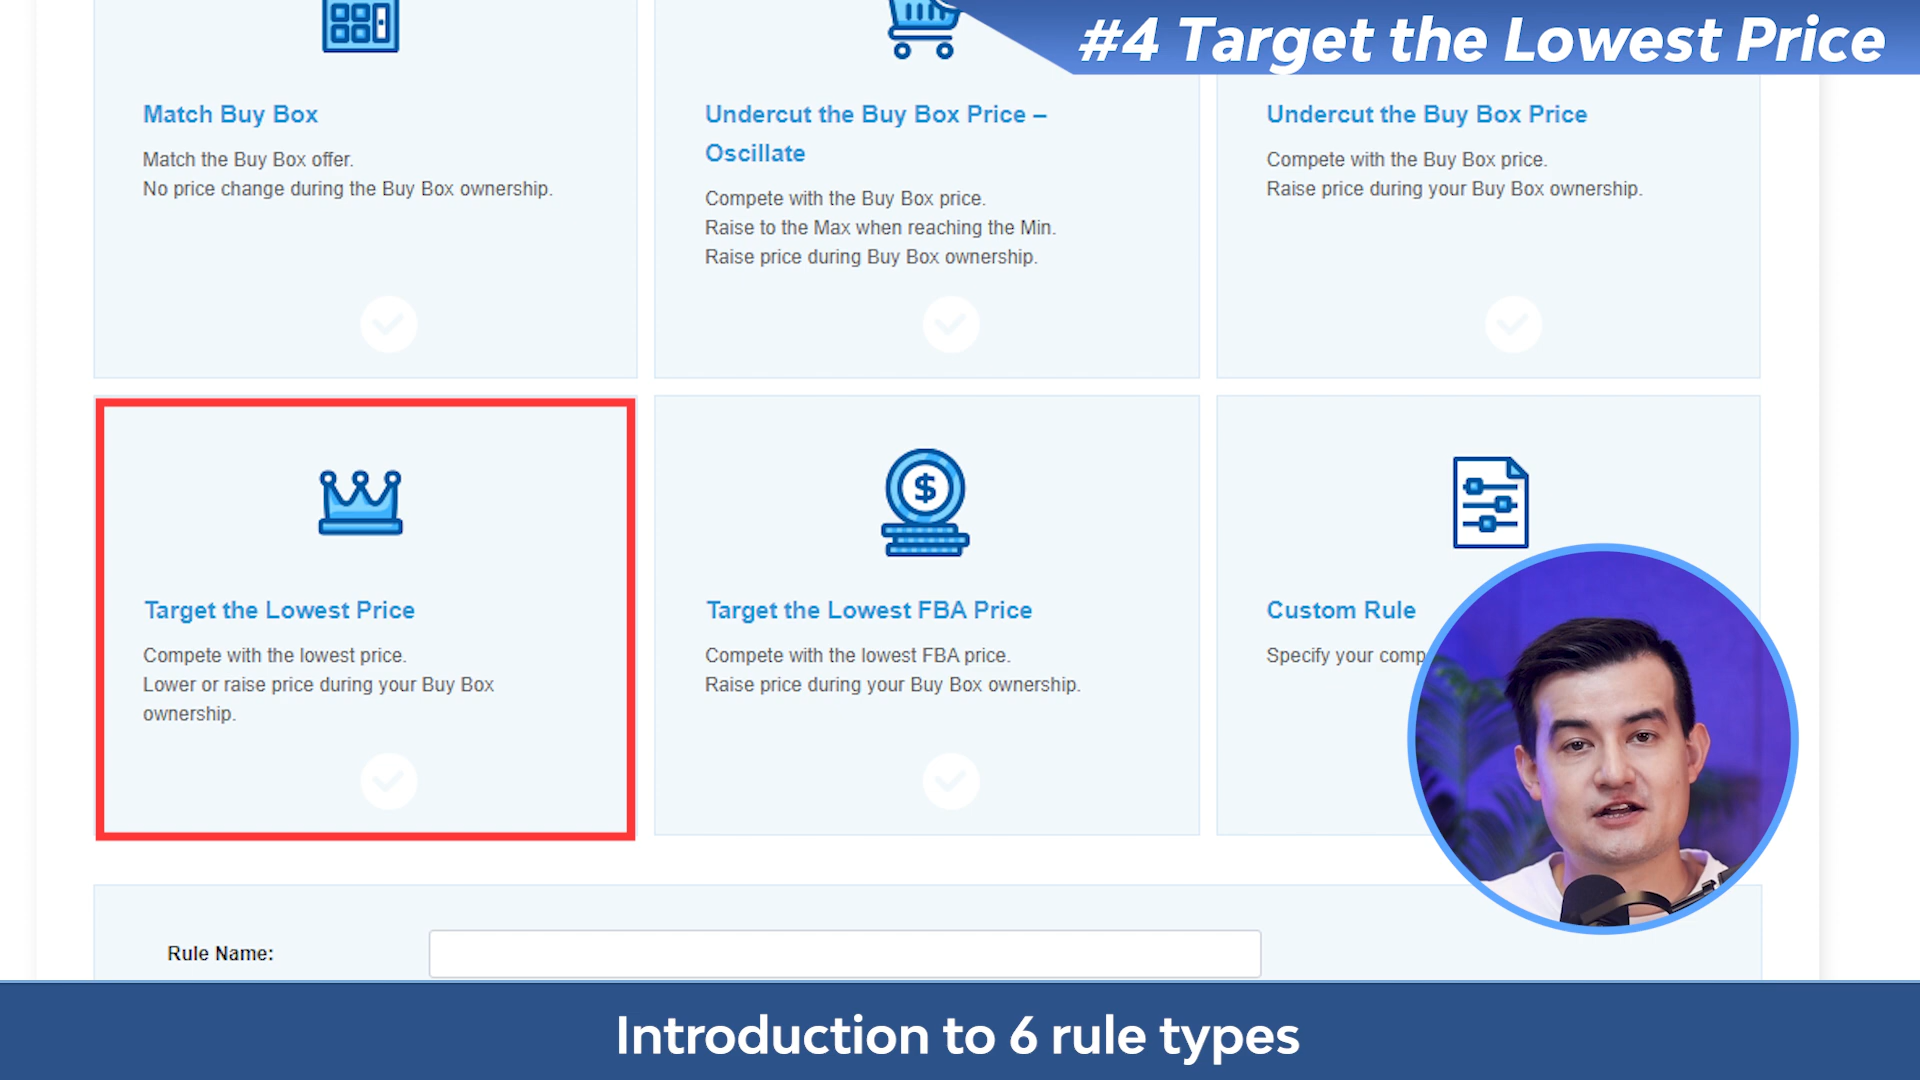 #4 Target the Lowest Price
Match Buy Box
Match the Buy Box offer.
No price change during the Buy Box ownership.
Undercut the Buy Box Price –
Oscillate
Compete with the Buy Box price.
Raise to the Max when reaching the Min.
Raise price during Buy Box ownership.
Undercut the Buy Box Price
Compete with the Buy Box price.
Raise price during your Buy Box ownership.
Target the Lowest Price
Compete with the lowest price.
Lower or raise price during your Buy Box
ownership.
$
Target the Lowest FBA Price
Compete with the lowest FBA price.
Raise price during your Buy Box ownership.
Custom Rule
Specify your comp
Rule Name:
Introduction to 6 rule types